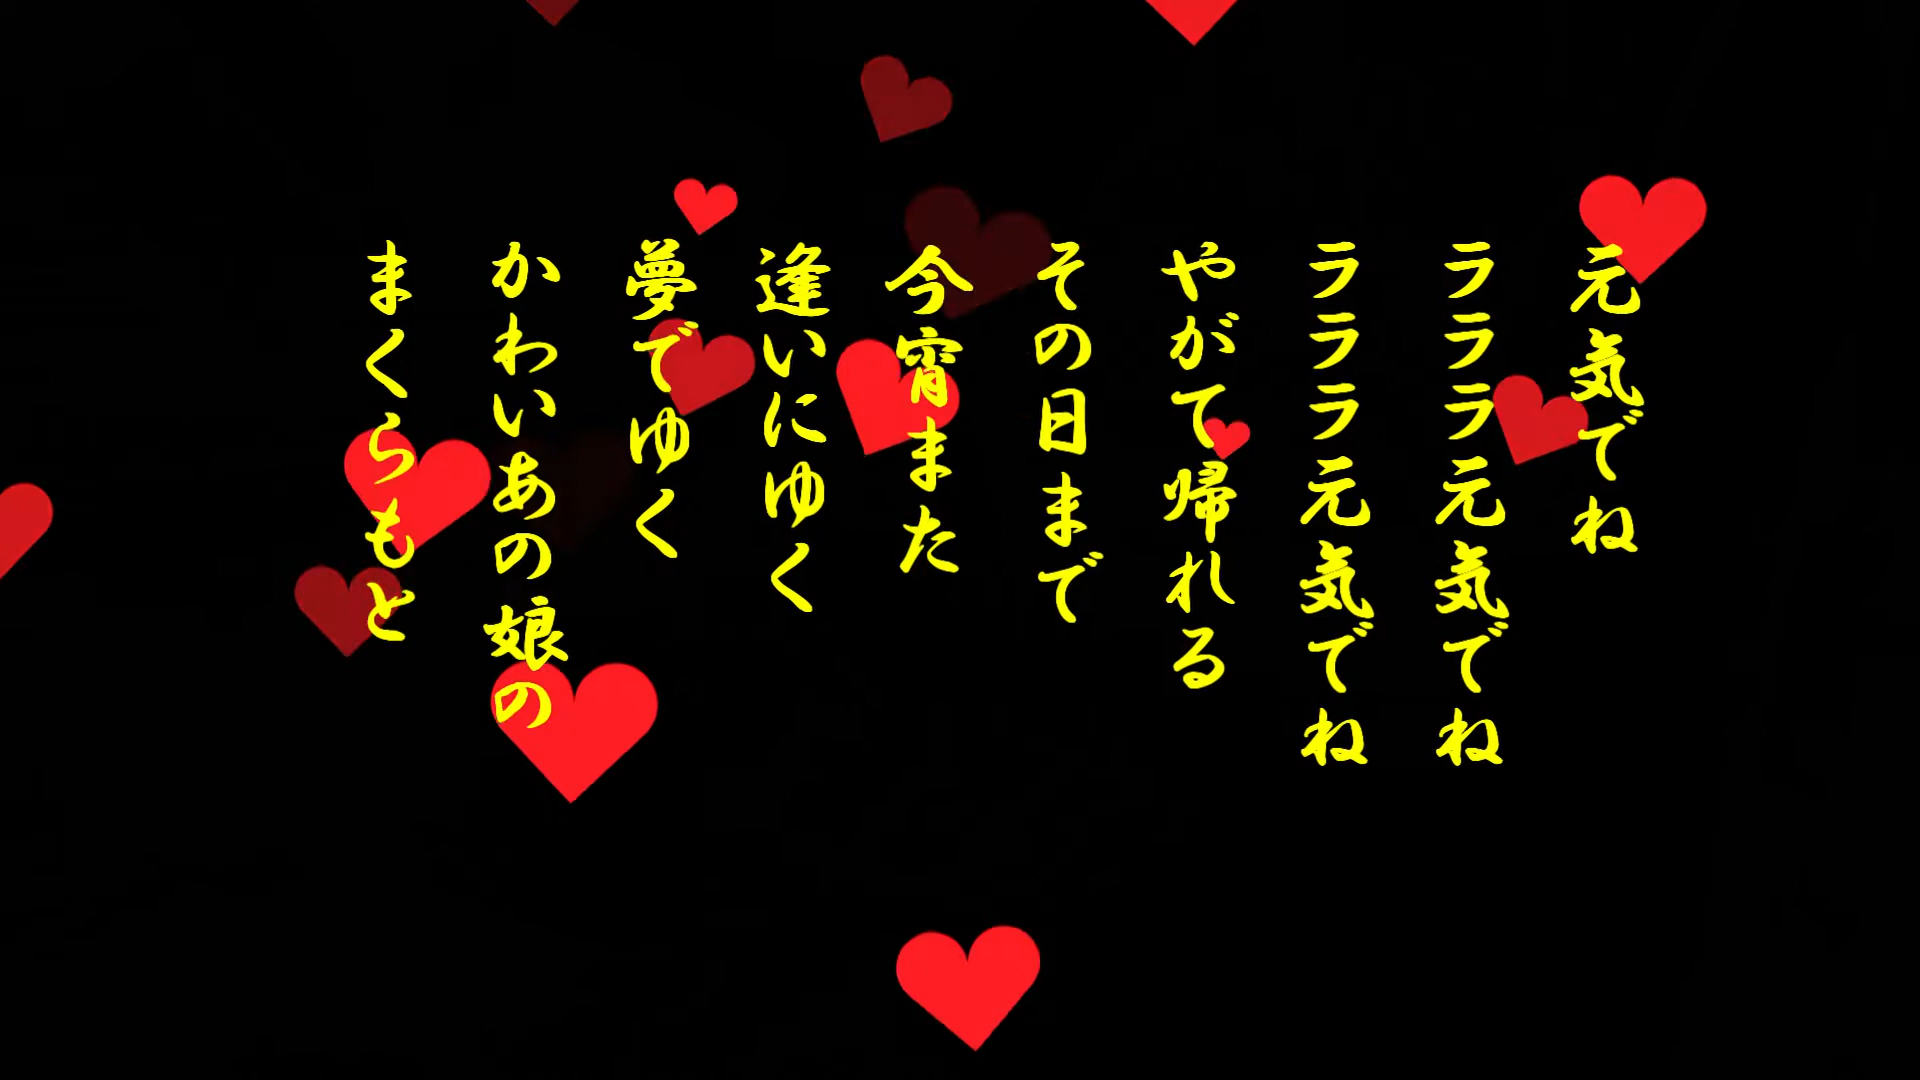 元気でね
ラララ元気でね
ラララ元気でね
やがて帰れる
その日まで
今宵また
逢いにゆく
夢でゆく
かわいあの娘の
まくらもと